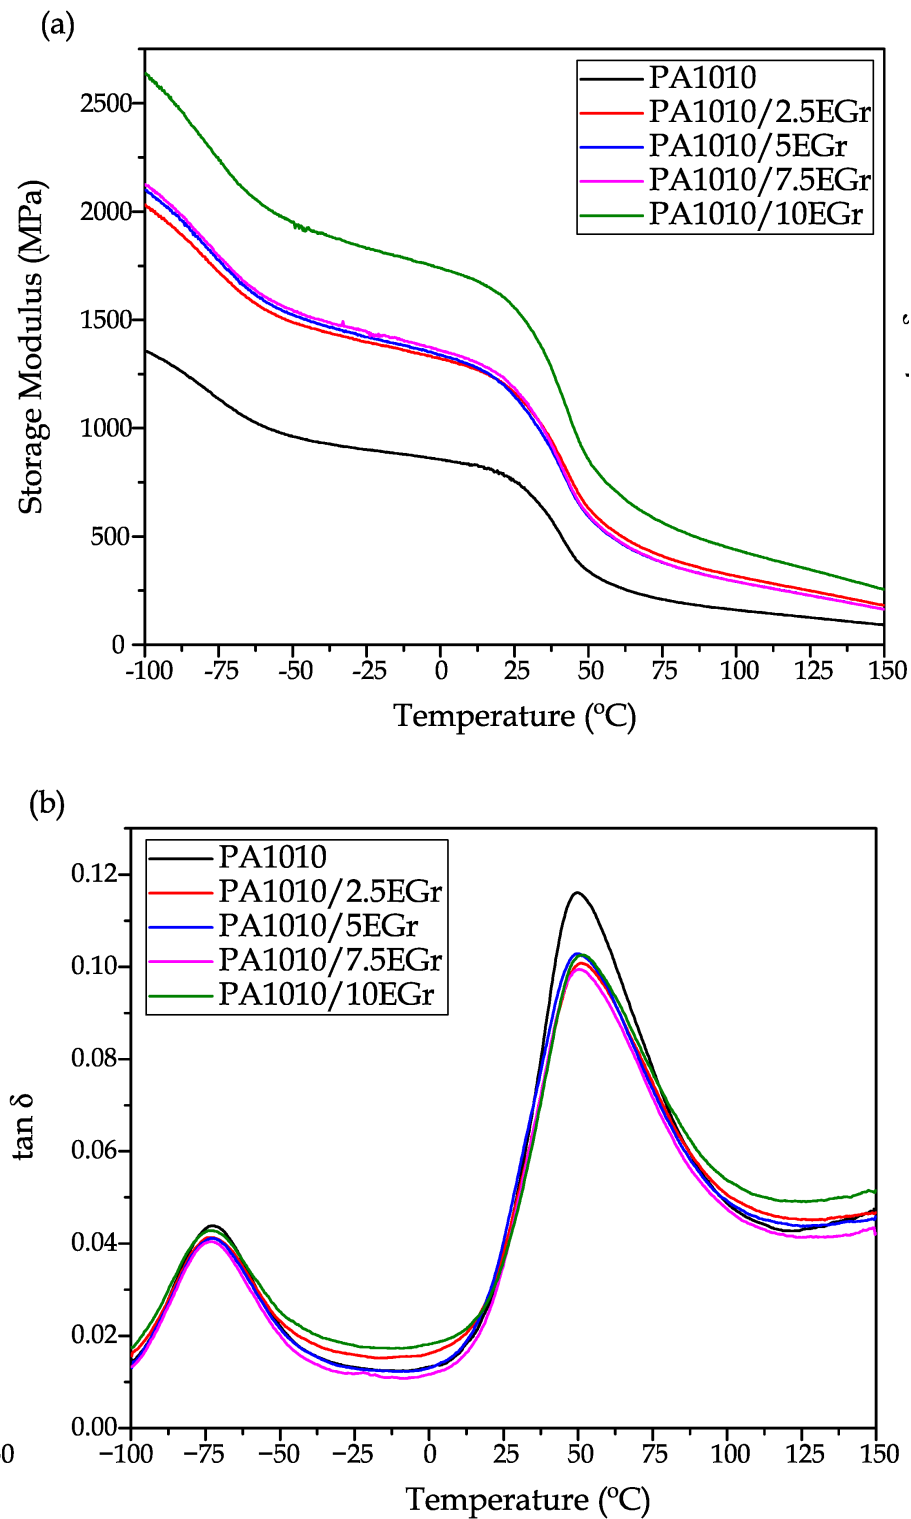 (a)
PA1010
PA1010/2.5EGr
PA1010/5EGr
PA1010/7.5EGr
PA1010/10EGr
2500
2000
1500
1000
500
0
Storage Modulus (MPa)
-100 -75 -50 -25 0 25 50 75 100 125 150
Temperature (ºC)
s
(b)
PA1010
PA1010/2.5EGr
PA1010/5EGr
PA1010/7.5EGr
PA1010/10EGr
0.12
0.10
0.08
0.06
0.04
0.02
0.00
tan δ
−100 −75 −50 −25 0 25 50 75 100 125 150
Temperature (ºC)